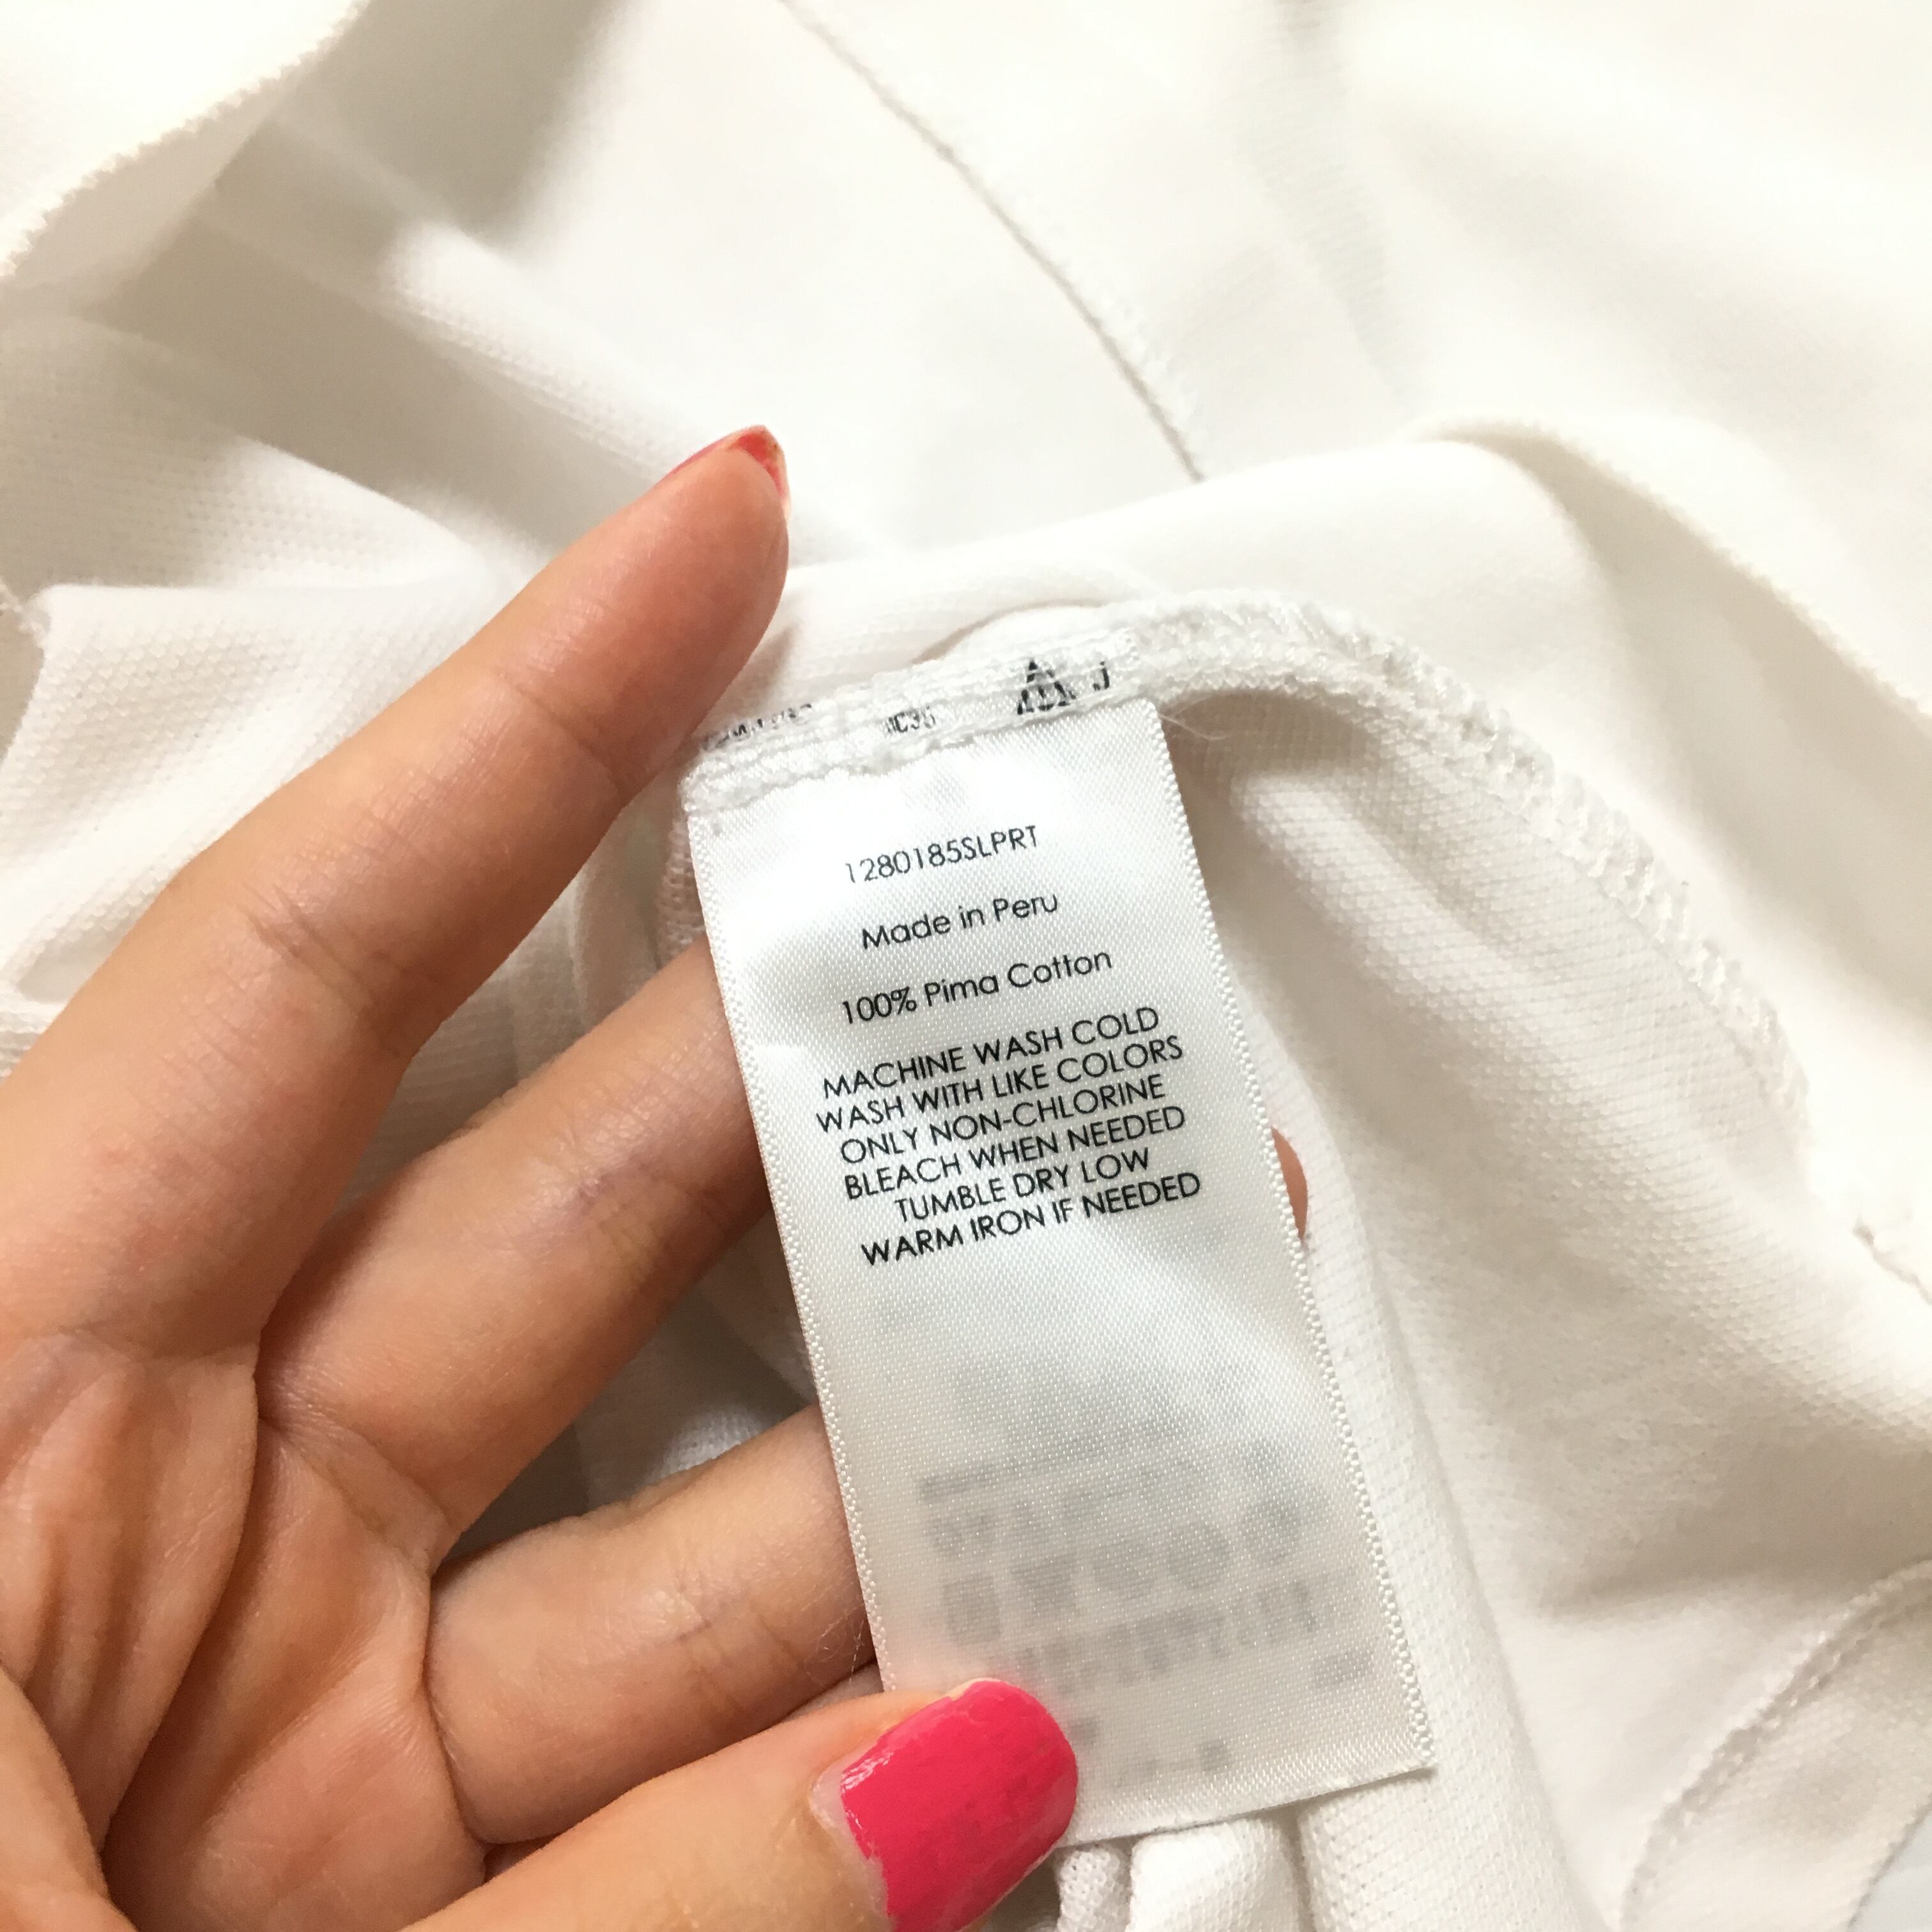 1280185SLPRT
Made in Peru
100% Pima Cotton
MACHINE WASH COLD
WASH WITH LIKE COLORS
ONLY NON-CHLORINE
BLEACH WHEN NEEDED
TUMBLE DRY LOW
WARM IRON IF NEEDED